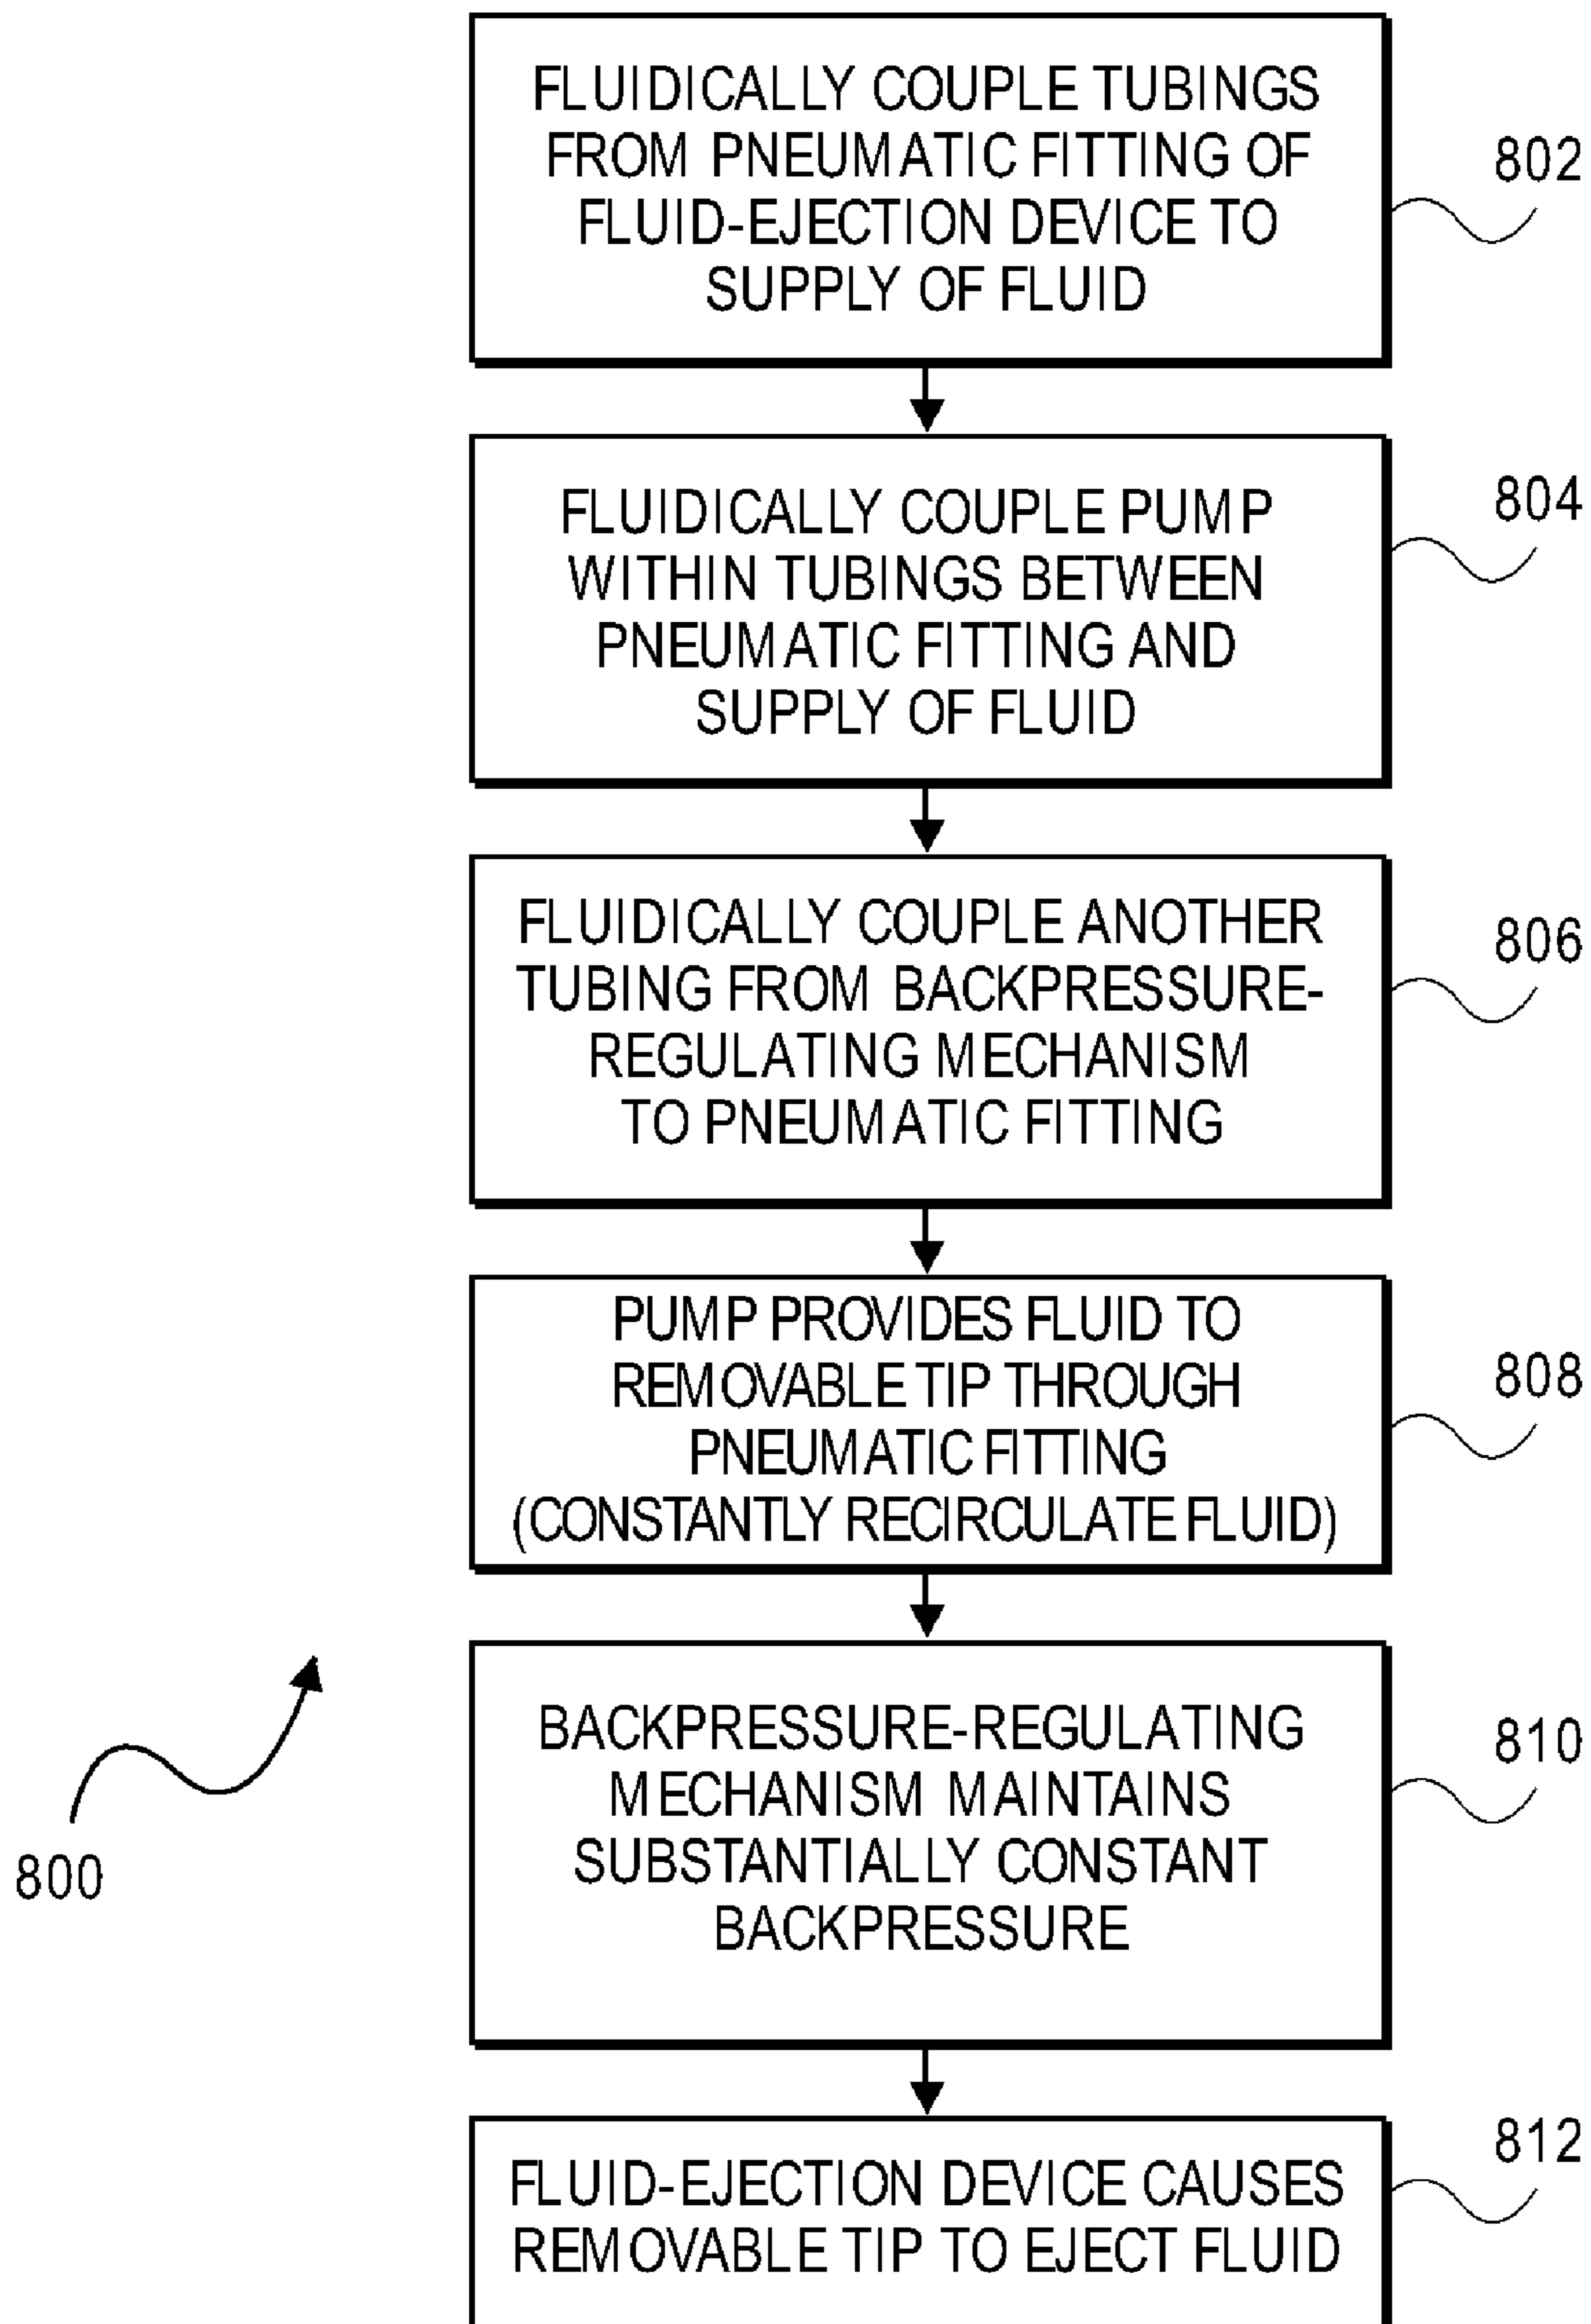 FLUIDICALLY COUPLE TUBINGS
FROM PNEUMATIC FITTING OF
FLUID-EJECTION DEVICE TO
SUPPLY OF FLUID
802
FLUIDICALLY COUPLE PUMP
WITHIN TUBINGS BETWEEN
PNEUMATIC FITTING AND
SUPPLY OF FLUID
804
FLUIDICALLY COUPLE ANOTHER
TUBING FROM BACKPRESSURE-
REGULATING MECHANISM
TO PNEUMATIC FITTING
806
PUMP PROVIDES FLUID TO
REMOVABLE TIP THROUGH
PNEUMATIC FITTING
(CONSTANTLY RECIRCULATE FLUID)
808
BACKPRESSURE-REGULATING
MECHANISM MAINTAINS
SUBSTANTIALLY CONSTANT
BACKPRESSURE
810
800
FLUID-EJECTION DEVICE CAUSES
REMOVABLE TIP TO EJECT FLUID
812